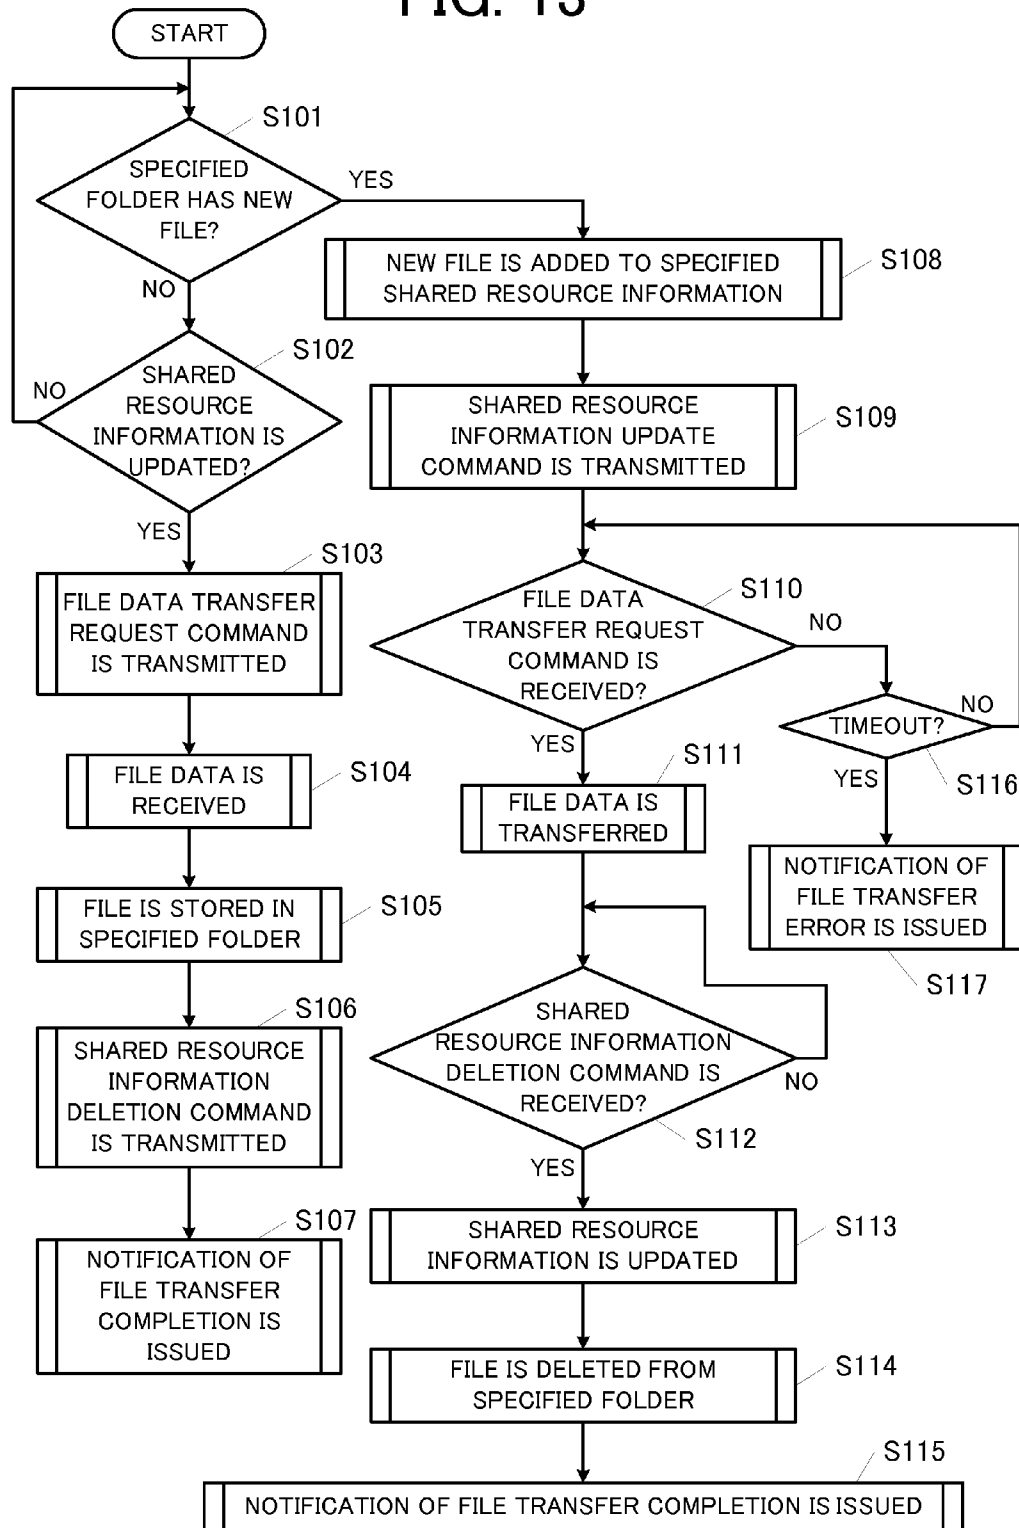 FIG. 13
START
S101
SPECIFIED
FOLDER HAS NEW
FILE?
YES
NO
S108
NEW FILE IS ADDED TO SPECIFIED
SHARED RESOURCE INFORMATION
S102
SHARED
RESOURCE
INFORMATION IS
UPDATED?
NO
YES
S109
SHARED RESOURCE
INFORMATION UPDATE
COMMAND IS TRANSMITTED
S103
FILE DATA TRANSFER
REQUEST COMMAND
IS TRANSMITTED
S110
FILE DATA
TRANSFER REQUEST
COMMAND IS
RECEIVED?
NO
YES
TIMEOUT?
NO
YES
S116
S104
FILE DATA IS
RECEIVED
S111
FILE DATA IS
TRANSFERRED
NOTIFICATION OF
FILE TRANSFER
ERROR IS ISSUED
S117
S105
FILE IS STORED IN
SPECIFIED FOLDER
S106
SHARED RESOURCE
INFORMATION
DELETION COMMAND
IS TRANSMITTED
SHARED
RESOURCE INFORMATION
DELETION COMMAND IS
RECEIVED?
NO
S112
YES
S107
NOTIFICATION OF
FILE TRANSFER
COMPLETION IS
ISSUED
S113
SHARED RESOURCE
INFORMATION IS UPDATED
S114
FILE IS DELETED FROM
SPECIFIED FOLDER
S115
NOTIFICATION OF FILE TRANSFER COMPLETION IS ISSUED